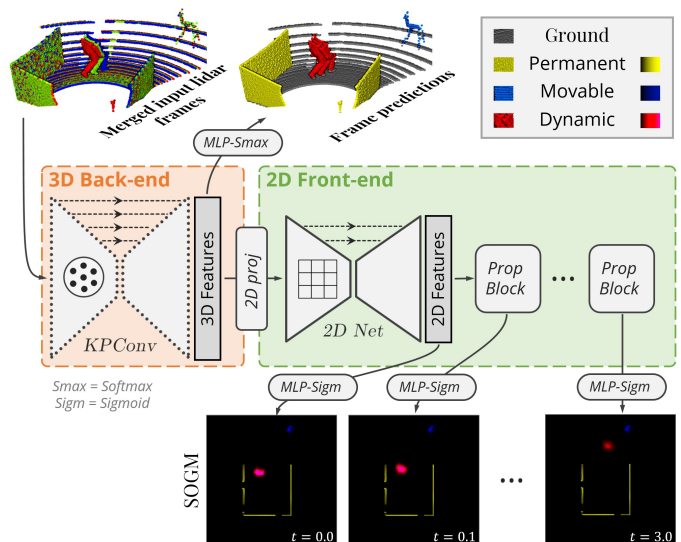 Merged input lidar
frames
Frame predictions
Ground
Permanent
Movable
Dynamic
MLP-Smax
3D Back-end
2D Front-end
KPConv
3D Features
2D proj
2D Net
2D Features
Prop
Block
...
Prop
Block
Smax = Softmax
Sigm = Sigmoid
MLP-Sigm
MLP-Sigm
MLP-Sigm
SOGM
t = 0.0
t = 0.1
...
t = 3.0